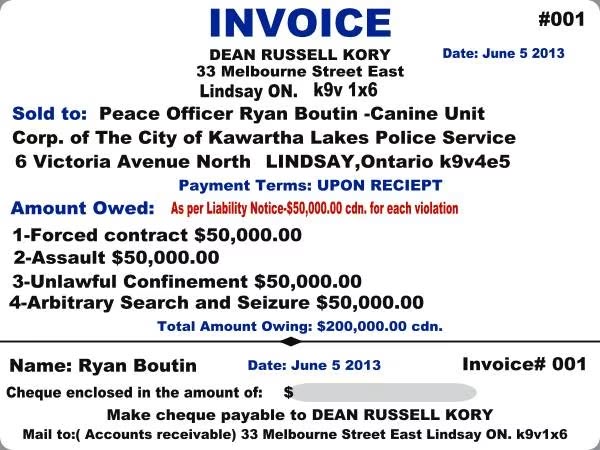 INVOICE #001
DEAN RUSSELL KORY Date: June 5 2013
33 Melbourne Street East
Lindsay ON. k9v 1x6
Sold to: Peace Officer Ryan Boutin -Canine Unit
Corp. of The City of Kawartha Lakes Police Service
6 Victoria Avenue North LINDSAY,Ontario k9v4e5
Payment Terms: UPON RECIEPT
Amount Owed: As per Liability Notice-$50,000.00 cdn. for each violation
1-Forced contract $50,000.00
2-Assault $50,000.00
3-Unlawful Confinement $50,000.00
4-Arbitrary Search and Seizure $50,000.00
Total Amount Owing: $200,000.00 cdn.
Name: Ryan Boutin Date: June 5 2013 Invoice# 001
Cheque enclosed in the amount of: $
Make cheque payable to DEAN RUSSELL KORY
Mail to:( Accounts receivable) 33 Melbourne Street East Lindsay ON. k9v1x6